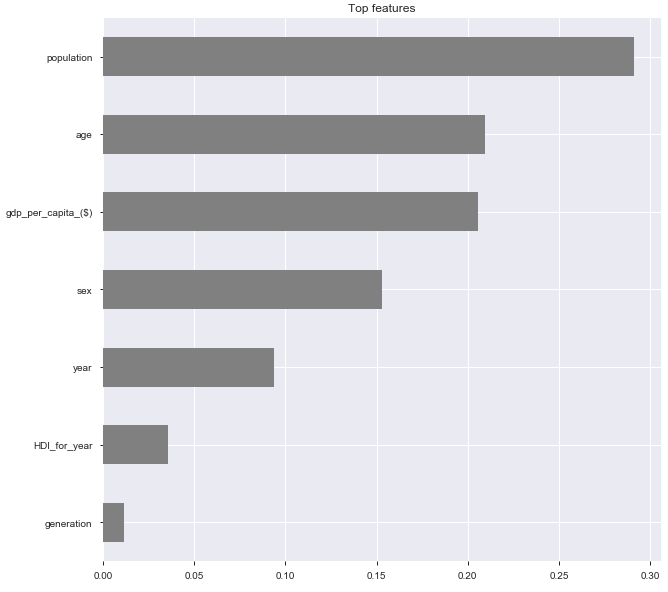 Top features
population
age
gdp_per_capita_($)
sex
year
HDI_for_year
generation
0.00 0.05 0.10 0.15 0.20 0.25 0.30